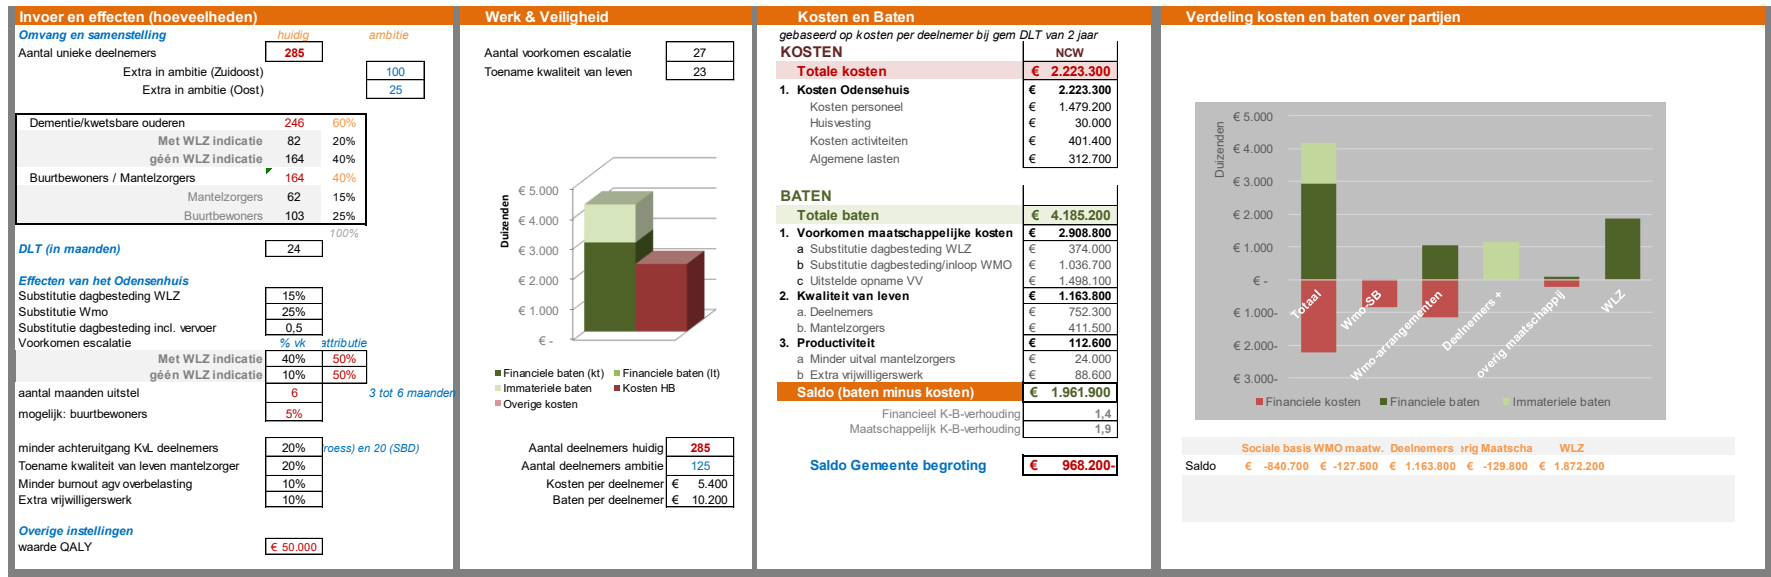 Invoer en effecten (hoeveelheden)
Omvang en samenstelling huidig ambitie
Aantal unieke deelnemers 285
Extra in ambitie (Zuidoost) 100
Extra in ambitie (Oost) 25
Dementie/kwetsbare ouderen 246 60%
Met WLZ indicatie 82 20%
géén WLZ indicatie 164 40%
Buurtbewoners / Mantelzorgers 164 40%
Mantelzorgers 62 15%
Buurtbewoners 103 25%
100%
DLT (in maanden) 24
Effecten van het Odensenhuis
Substitutie dagbesteding WLZ 15%
Substitutie Wmo 25%
Substitutie dagbesteding incl. vervoer 0,5
Voorkomen escalatie % vk attributie
Met WLZ indicatie 40% 50%
géén WLZ indicatie 10% 50%
aantal maanden uitstel 6 3 tot 6 maanden
mogelijk: buurtbewoners 5%
minder achteruitgang KvL deelnemers 20% roess) en 20 (SBD)
Toename kwaliteit van leven mantelzorger 20%
Minder burnout agv overbelasting 10%
Extra vrijwilligerswerk 10%
Overige instellingen
waarde QALY € 50.000
Werk & Veiligheid
Aantal voorkomen escalatie 27
Toename kwaliteit van leven 23
Duizenden
€ 5.000
€ 4.000
€ 3.000
€ 2.000
€ 1.000
€ -
Financiele baten (kt) Financiele baten (lt)
Immateriele baten Kosten HB
Overige kosten
Aantal deelnemers huidig 285
Aantal deelnemers ambitie 125
Kosten per deelnemer € 5.400
Baten per deelnemer € 10.200
Kosten en Baten
gebaseerd op kosten per deelnemer bij gem DLT van 2 jaar
KOSTEN NCW
Totale kosten € 2.223.300
1. Kosten Odensehuis € 2.223.300
Kosten personeel € 1.479.200
Huisvesting € 30.000
Kosten activiteiten € 401.400
Algemene lasten € 312.700
BATEN
Totale baten € 4.185.200
1. Voorkomen maatschappelijke kosten € 2.908.800
a Substitutie dagbesteding WLZ € 374.000
b Substitutie dagbesteding/inloop WMO € 1.036.700
c Uitstelde opname VV € 1.498.100
2. Kwaliteit van leven € 1.163.800
a. Deelnemers € 752.300
b. Mantelzorgers € 411.500
3. Productiviteit € 112.600
a Minder uitval mantelzorgers € 24.000
b Extra vrijwilligerswerk € 88.600
Saldo (baten minus kosten) € 1.961.900
Financieel K-B-verhouding 1,4
Maatschappelijk K-B-verhouding 1,9
Saldo Gemeente begroting € 968.200-
Verdeling kosten en baten over partijen
Duizenden
€ 5.000
€ 4.000
€ 3.000
€ 2.000
€ 1.000
€ -
€ 1.000-
€ 2.000-
€ 3.000-
Totaal
Wmo-SB
Wmo-arrangementen
Deelnemers +
overig maatschappij
WLZ
Financiele kosten Financiele baten Immateriele baten
Sociale basis WMO maatw. Deelnemers rig Maatscha WLZ
Saldo € -840.700 € -127.500 € 1.163.800 € -129.800 € 1.872.200